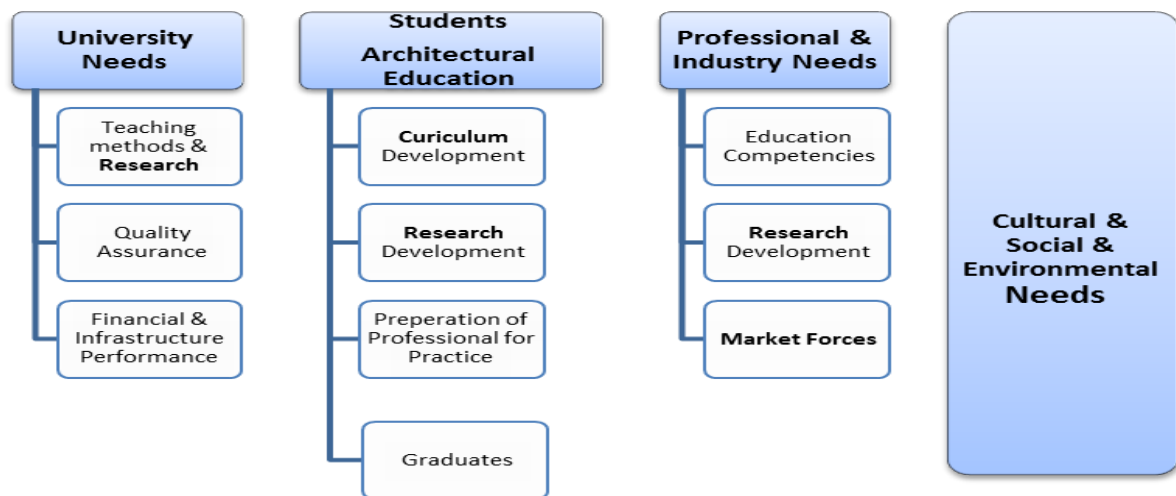 University
Needs
Teaching
methods &
Research
Quality
Assurance
Financial &
Infrastructure
Performance
Students
Architectural
Education
Curiculum
Development
Research
Development
Preperation of
Professional for
Practice
Graduates
Professional &
Industry Needs
Education
Competencies
Research
Development
Market Forces
Cultural &
Social &
Environmental
Needs